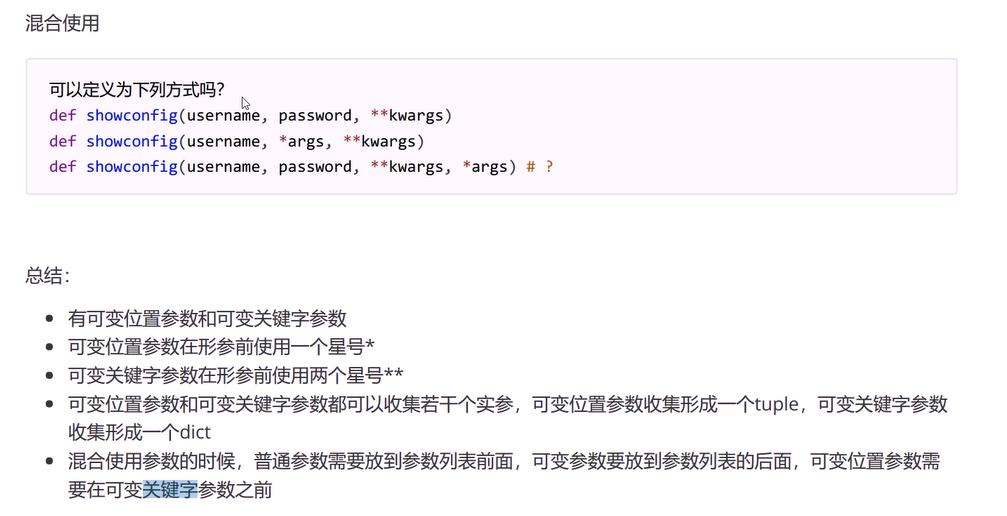 混合使用
可以定义为下列方式吗？
def showconfig(username, password, **kwargs)
def showconfig(username, *args, **kwargs)
def showconfig(username, password, **kwargs, *args) # ?
总结：
有可变位置参数和可变关键字参数
可变位置参数在形参前使用一个星号*
可变关键字参数在形参前使用两个星号**
可变位置参数和可变关键字参数都可以收集若干个实参，可变位置参数收集形成一个tuple，可变关键字参数
收集形成一个dict
混合使用参数的时候，普通参数需要放到参数列表前面，可变参数要放到参数列表的后面，可变位置参数需
要在可变关键字参数之前